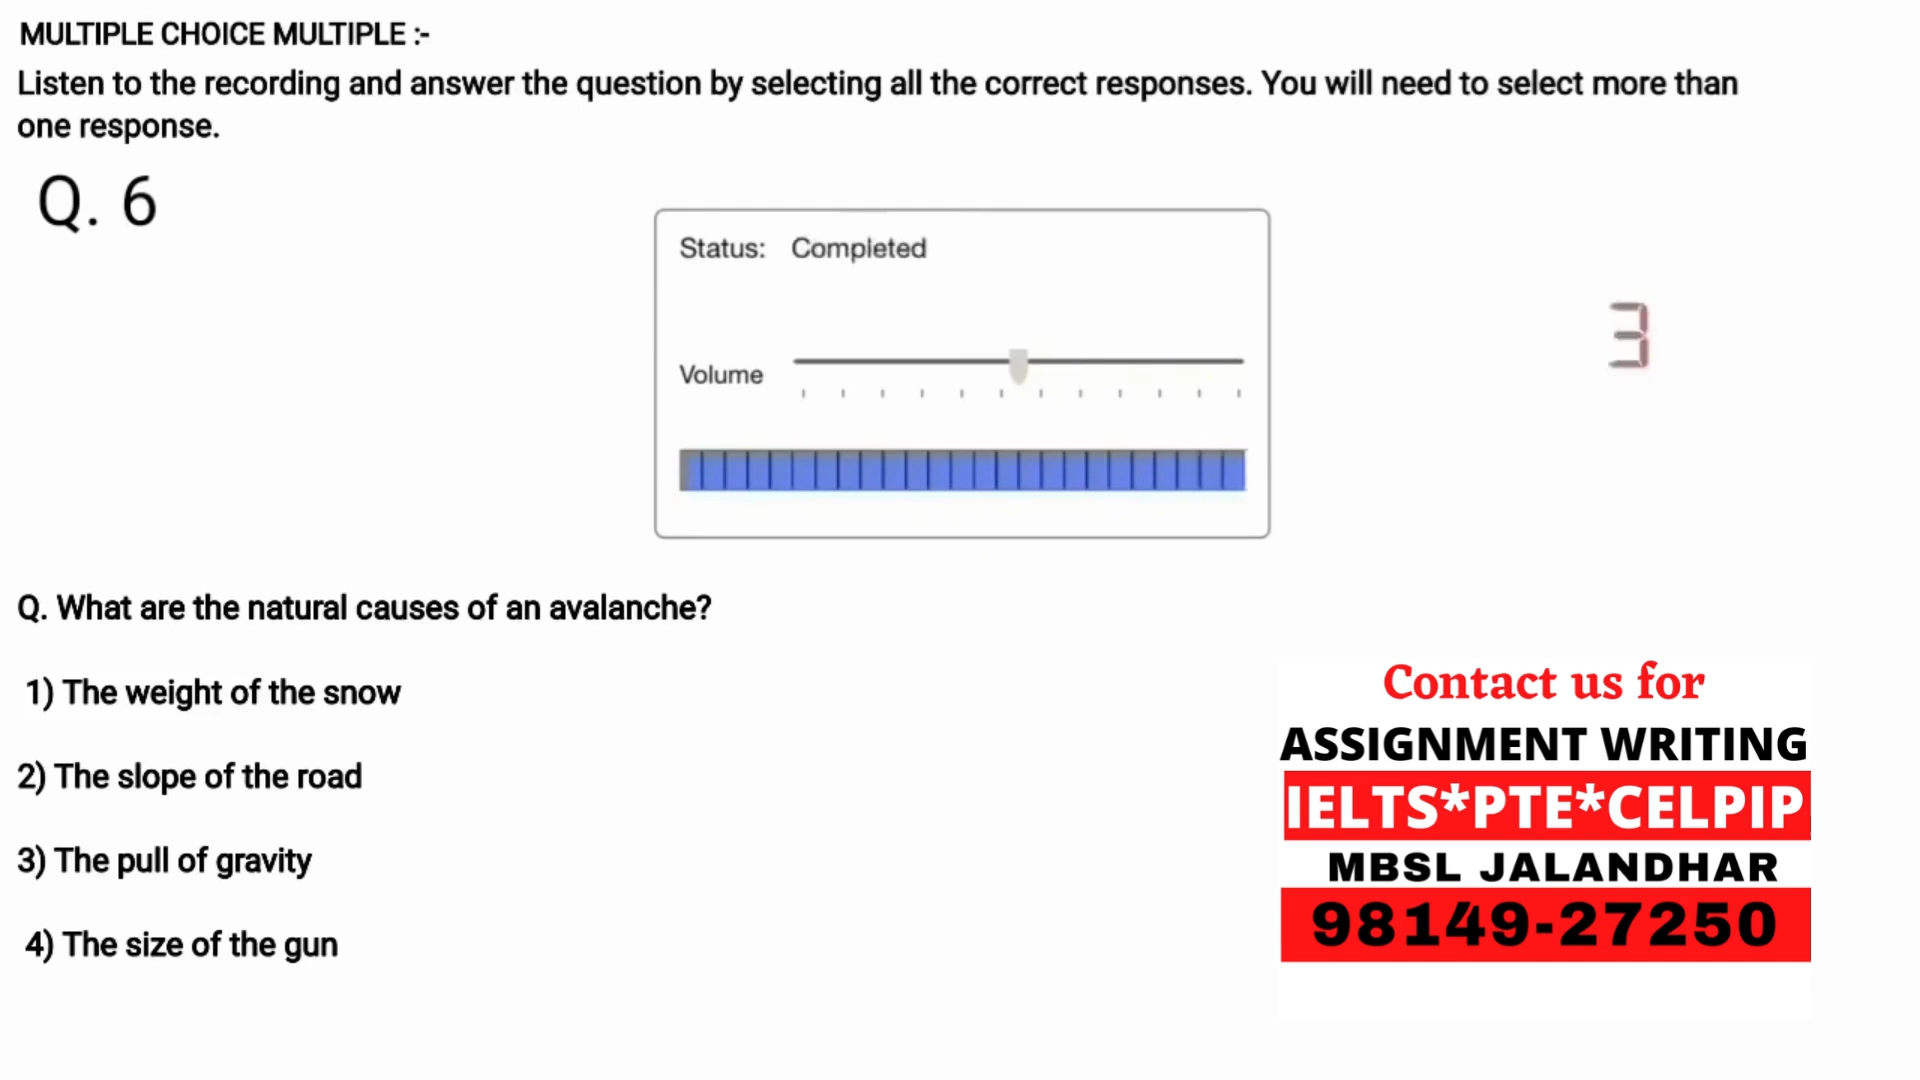 MULTIPLE CHOICE MULTIPLE :-
Listen to the recording and answer the question by selecting all the correct responses. You will need to select more than
one response.
Q. 6
Status: Completed
3
Volume
Q. What are the natural causes of an avalanche?
1) The weight of the snow
2) The slope of the road
3) The pull of gravity
4) The size of the gun
Contact us for
ASSIGNMENT WRITING
IELTS*PTE*CELPIP
MBSL JALANDHAR
98149-27250